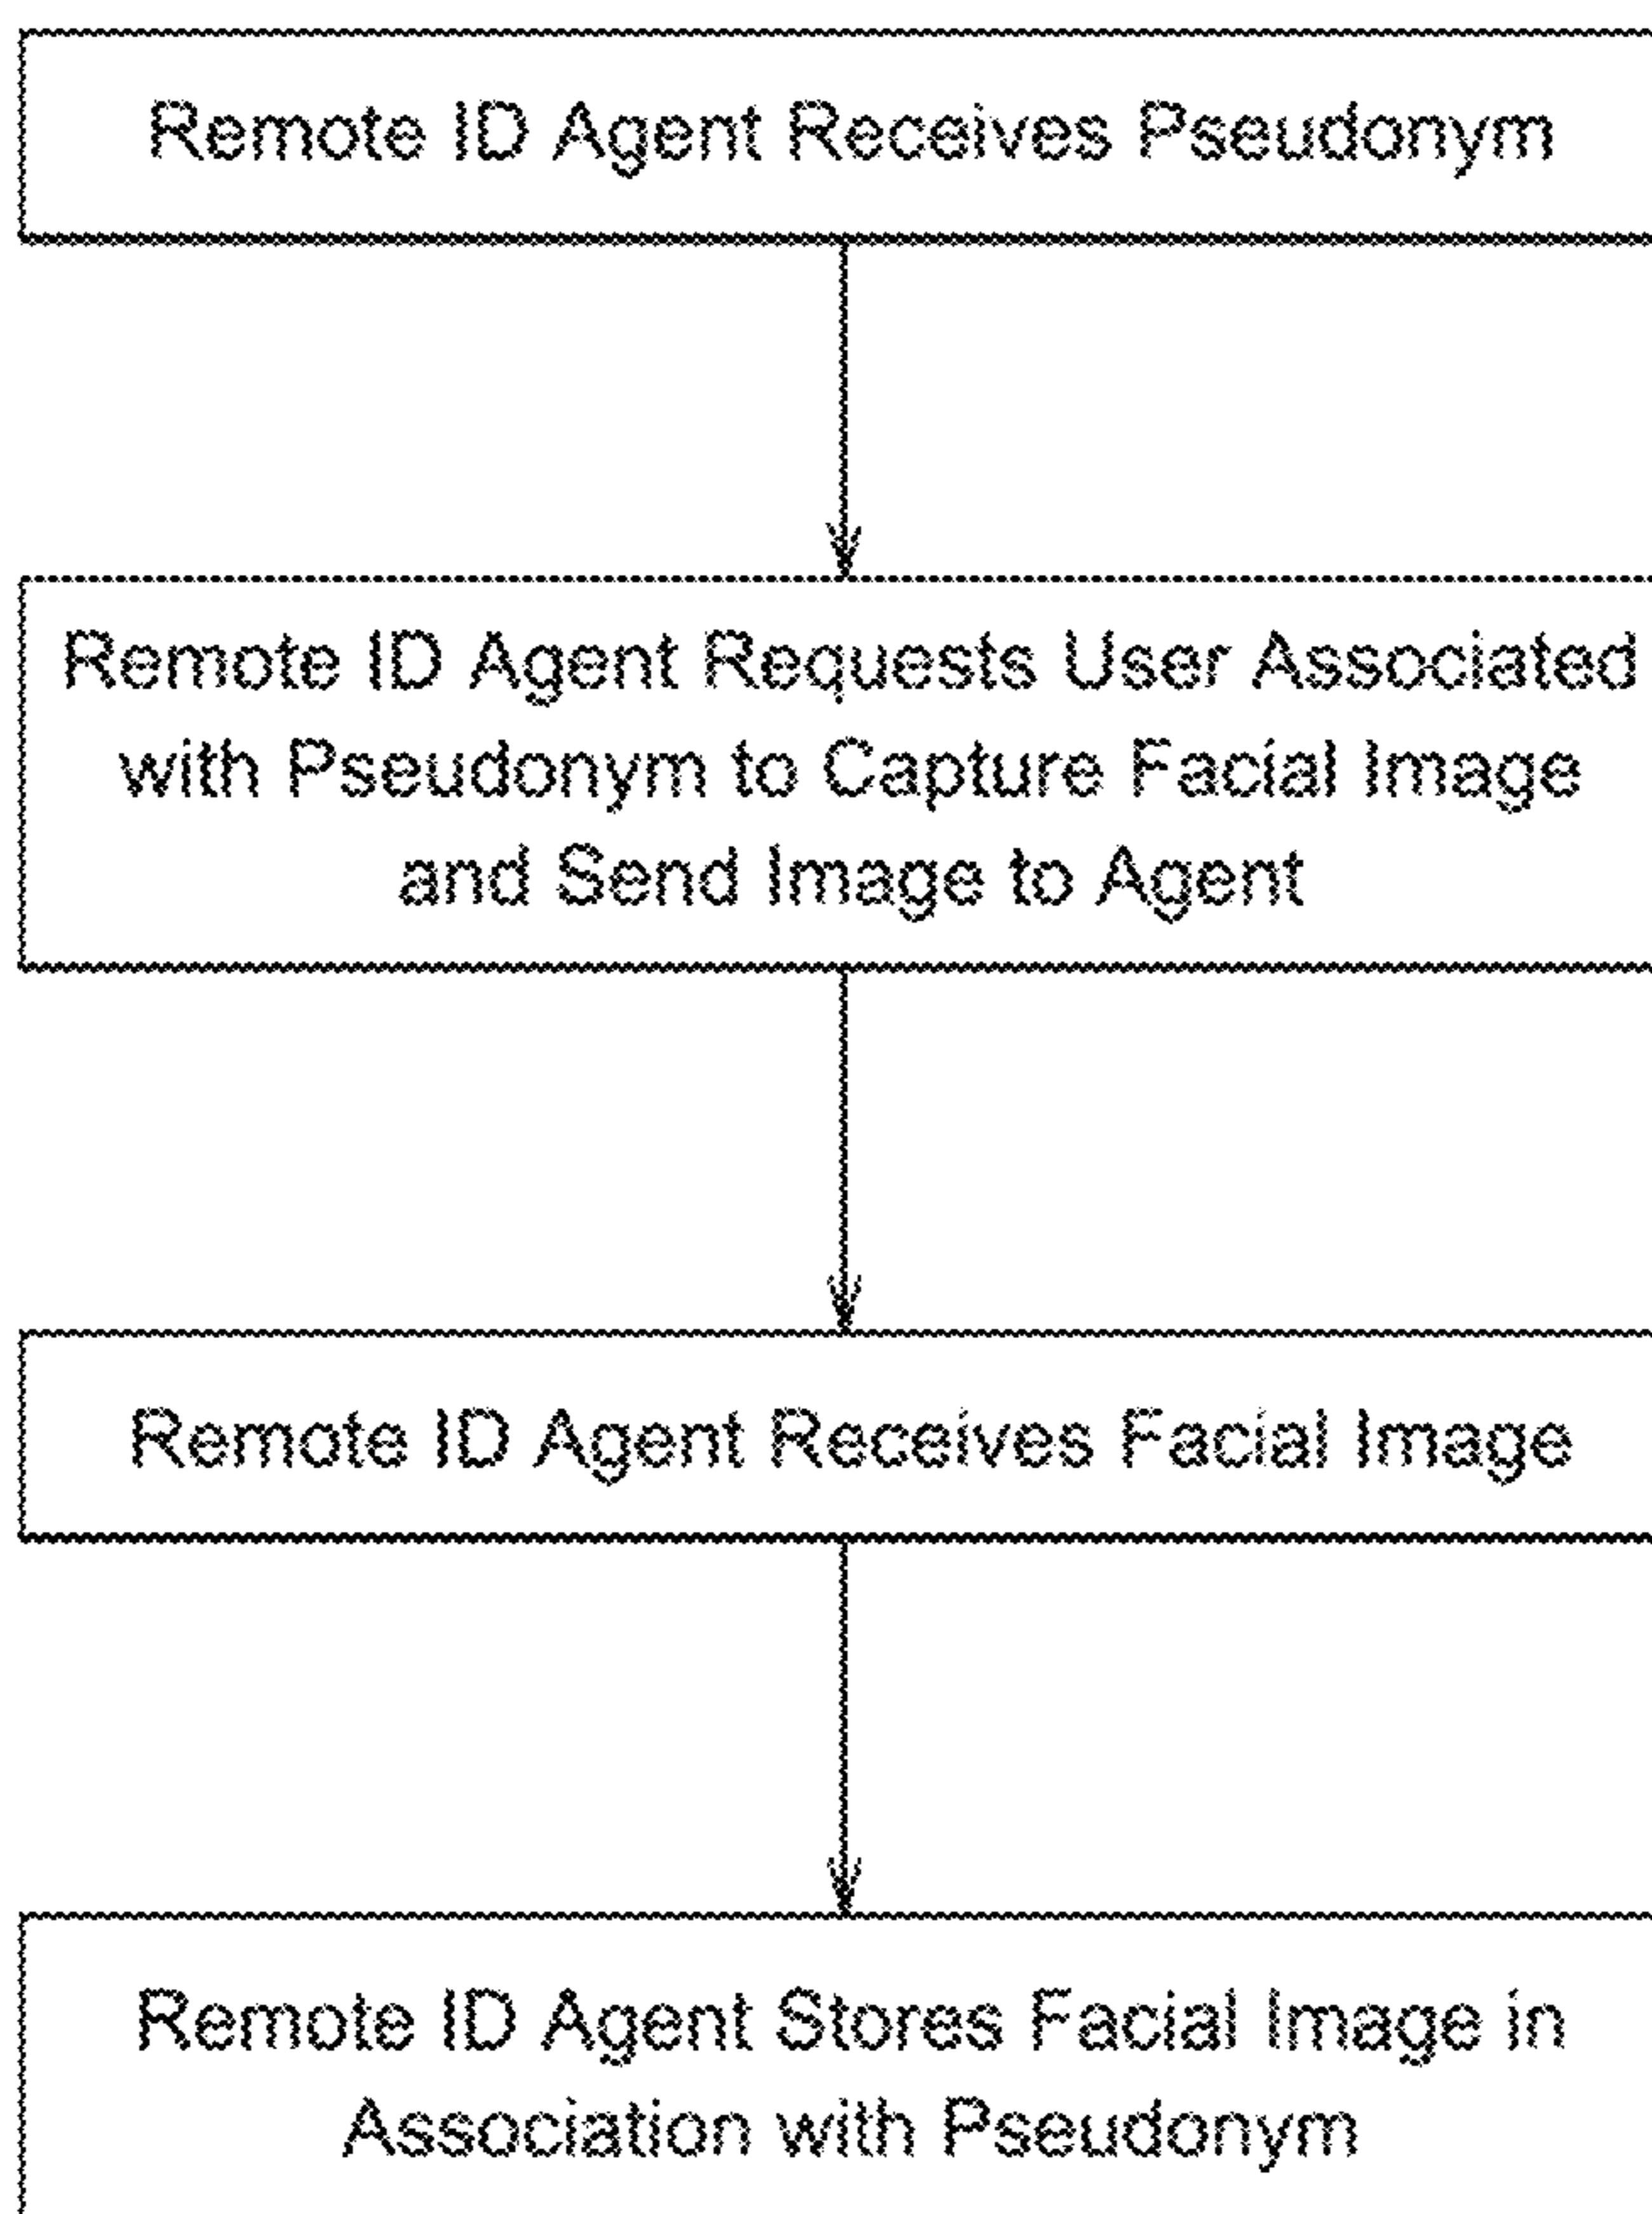 Remote ID Agent Receives Pseudonym
Remote ID Agent Requests User Associated
with Pseudonym to Capture Facial Image
and Send Image to Agent
Remote ID Agent Receives Facial Image
Remote ID Agent Stores Facial Image in
Association with Pseudonym